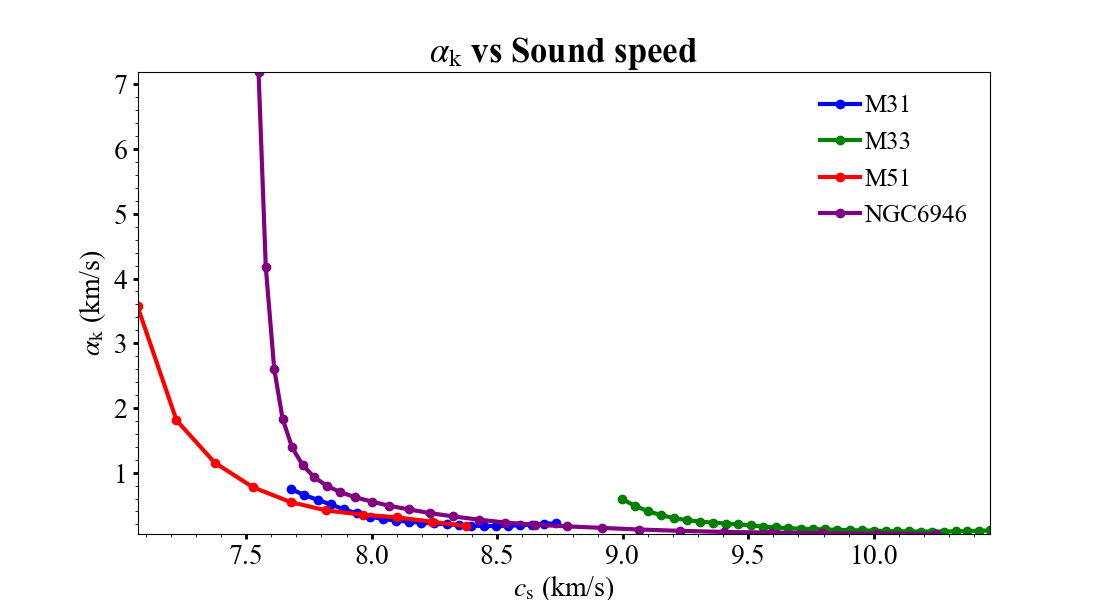 αk vs Sound speed
7
6
5
4
3
2
1
αk (km/s)
M31
M33
M51
NGC6946
7.5 8.0 8.5 9.0 9.5 10.0
cs (km/s)